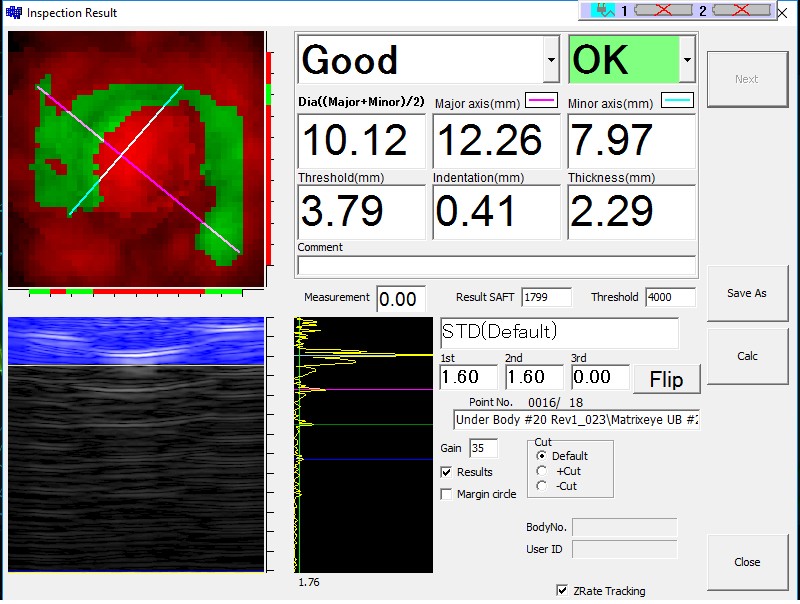 Inspection Result
1 2
Good OK
Next
Dia((Major+Minor)/2) Major axis(mm) Minor axis(mm)
10.12 12.26 7.97
Threshold(mm) Indentation(mm) Thickness(mm)
3.79 0.41 2.29
Comment
Measurement 0.00 Result SAFT 1799 Threshold 4000
Save As
STD(Default)
1st 2nd 3rd
1.60 1.60 0.00 Flip
Calc
Point No. 0016/ 18
Under Body #20 Rev1_023\Matrixeye UB #2
Gain 35
Cut
Default
+Cut
-Cut
Results
Margin circle
BodyNo.
User ID
Close
1.76
ZRate Tracking